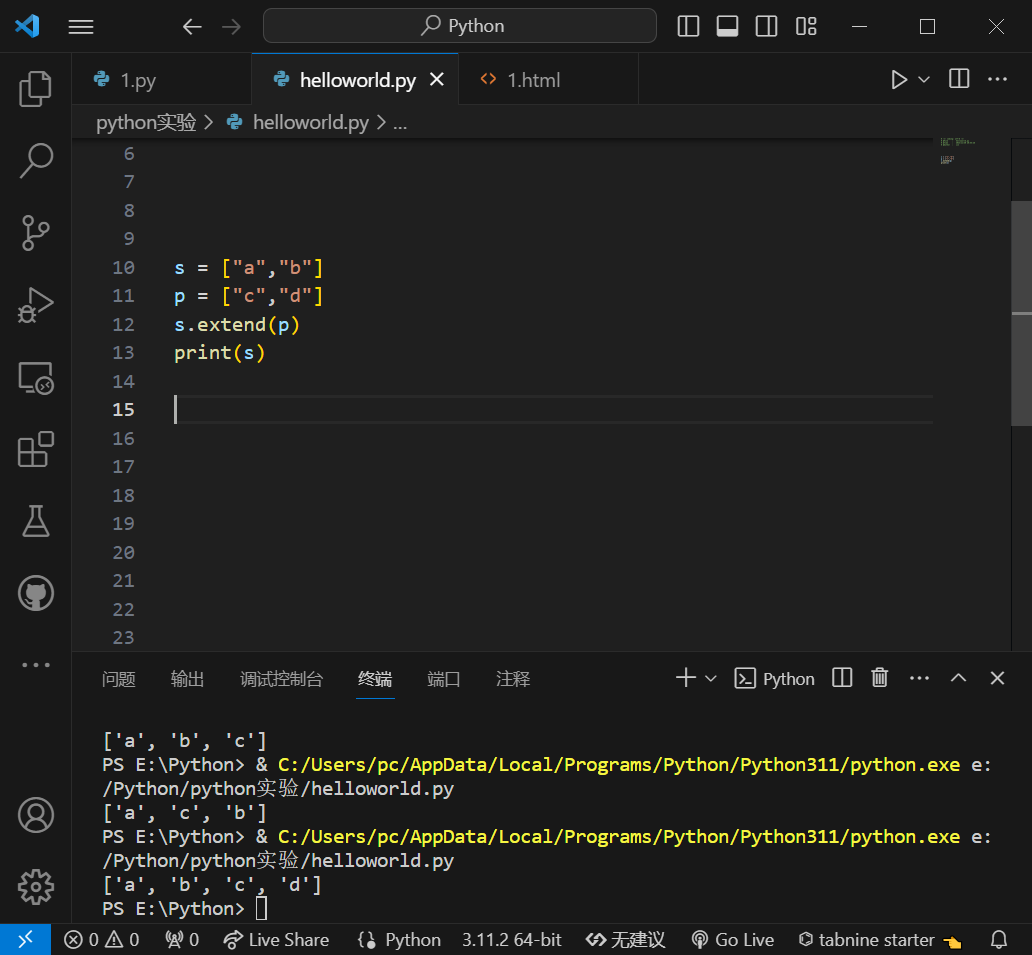 Python
1.py
helloworld.py
1.html
python实验 > helloworld.py > ...
6
7
8
9
10 s = ["a","b"]
11 p = ["c","d"]
12 s.extend(p)
13 print(s)
14
15
16
17
18
19
20
21
22
23
问题 输出 调试控制台 终端 端口 注释 Python
['a', 'b', 'c']
PS E:\Python> & C:/Users/pc/AppData/Local/Programs/Python/Python311/python.exe e:
/Python/python实验/helloworld.py
['a', 'c', 'b']
PS E:\Python> & C:/Users/pc/AppData/Local/Programs/Python/Python311/python.exe e:
/Python/python实验/helloworld.py
['a', 'b', 'c', 'd']
PS E:\Python>
0 0 0 Live Share Python 3.11.2 64-bit 无建议 Go Live tabnine starter